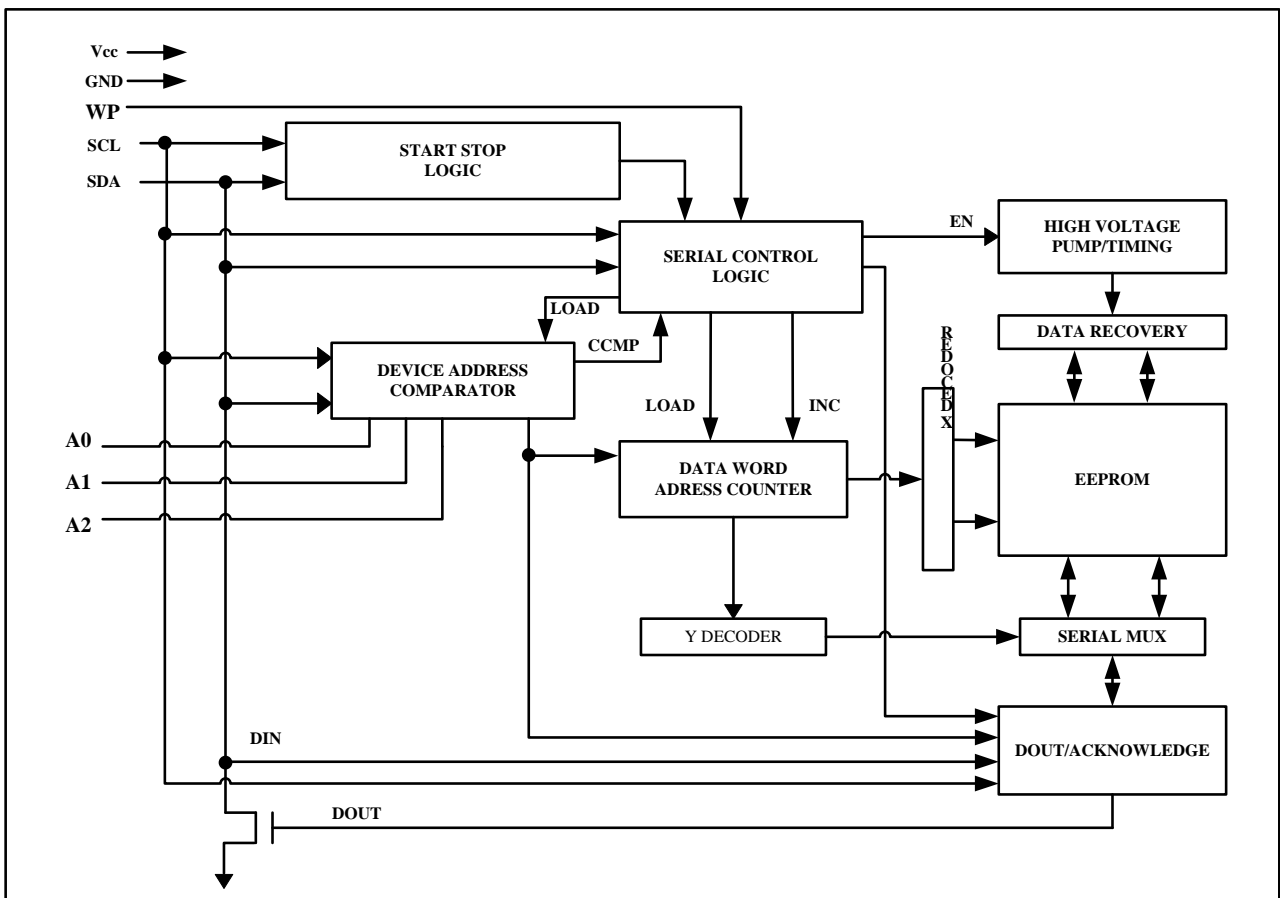 Vcc
GND
WP
SCL
SDA
START STOP
LOGIC
EN
HIGH VOLTAGE
PUMP/TIMING
SERIAL CONTROL
LOGIC
LOAD
CCMP
DATA RECOVERY
DEVICE ADDRESS
COMPARATOR
REDOCED X
LOAD
INC
A0
A1
A2
DATA WORD
ADRESS COUNTER
EEPROM
Y DECODER
SERIAL MUX
DIN
DOUT/ACKNOWLEDGE
DOUT